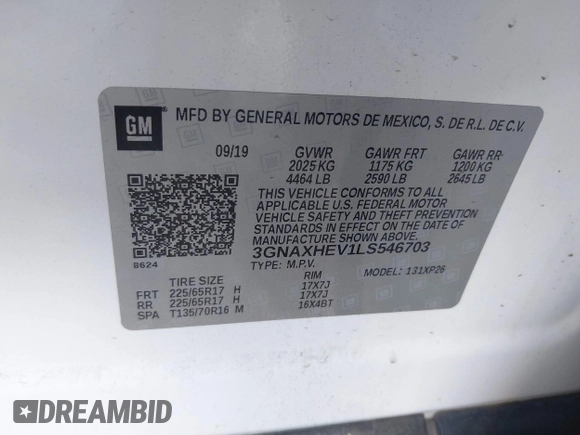 GM ® MFD BY GENERAL MOTORS DE MEXICO, S. DE R.L. DE C.V.
09/19 GVWR GAWR FRT GAWR RR
2025 KG 1175 KG 1200 KG
4464 LB 2590 LB 2645 LB
THIS VEHICLE CONFORMS TO ALL
APPLICABLE U.S. FEDERAL MOTOR
VEHICLE SAFETY AND THEFT PREVENTION
STANDARDS IN EFFECT ON THE DATE OF
MANUFACTURE SHOWN ABOVE.
3GNAXHEV1LS546703
8624 TYPE: M.P.V. MODEL: 131XP26
TIRE SIZE RIM
FRT 225/65R17 H 17X7J
RR 225/65R17 H 17X7J
SPA T135/70R16 M 16X4BT
DREAMBID